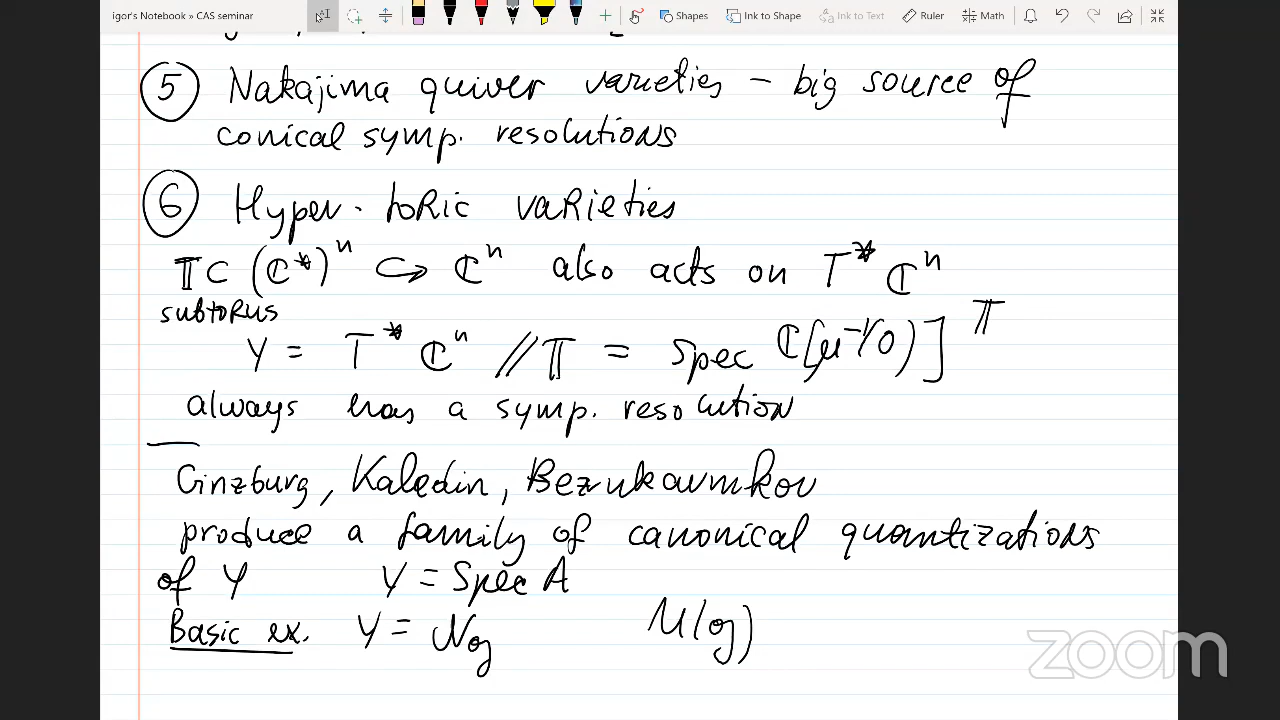 igor's Notebook » CAS seminar
Shapes Ink to Shape Ink to Text Ruler Math
⑤ Nakajima quiver varieties – big source of
conical symp. resolutions
⑥ Hyper-toric varieties
𝕋 ⊂ (ℂ*)ⁿ ↪ ℂⁿ also acts on T*ℂⁿ
subtorus
Y = T*ℂⁿ // 𝕋 = Spec ℂ[μ⁻¹(0)]^𝕋
always has a symp. resolution
Ginzburg, Kaledin, Bezrukavnikov
produce a family of canonical quantizations
of Y Y = Spec A
Basic ex. Y = N_𝔤 U(𝔤)
zoom